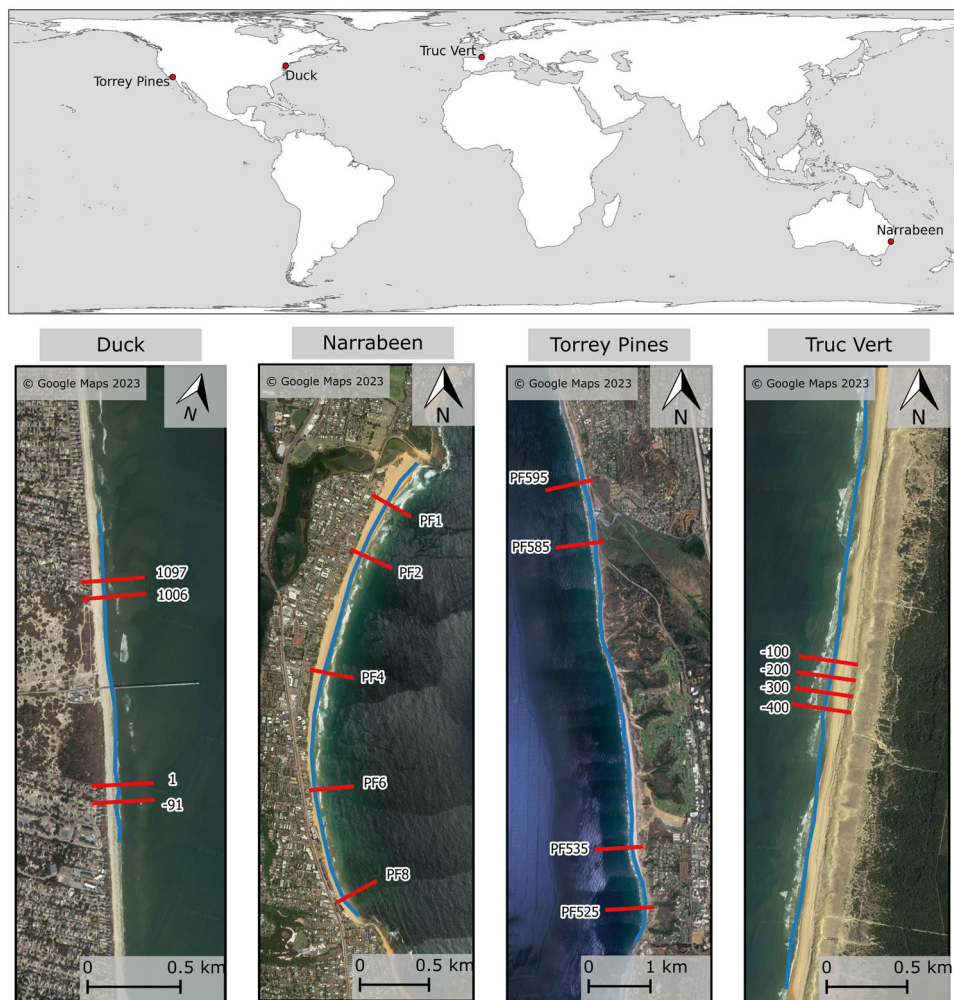 Truc Vert
Duck
Torrey Pines
Narrabeen
Duck
Narrabeen
Torrey Pines
Truc Vert
© Google Maps 2023
N
© Google Maps 2023
N
© Google Maps 2023
N
© Google Maps 2023
N
1097
1006
1
-91
0 0.5 km
PF1
PF2
PF4
PF6
PF8
0 0.5 km
PF595
PF585
PF535
PF525
0 1 km
-100
-200
-300
-400
0 0.5 km